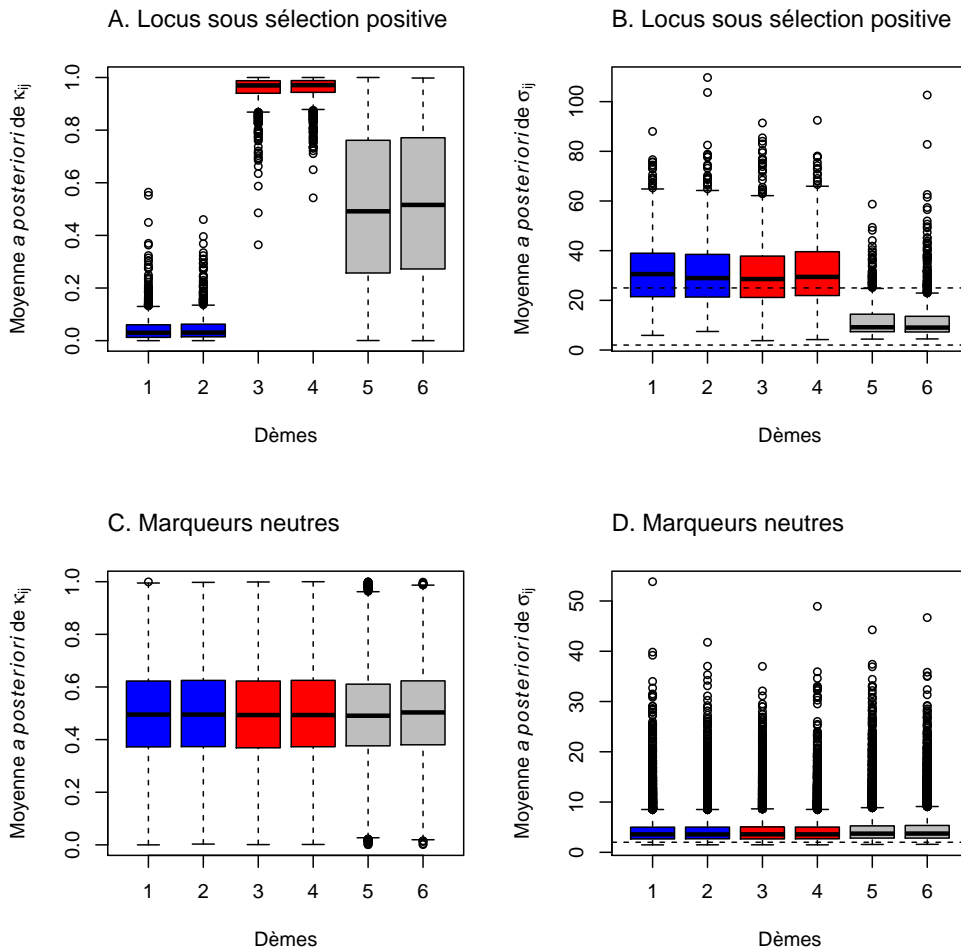 A. Locus sous sélection positive
Moyenne a posteriori de κij
0.0 0.2 0.4 0.6 0.8 1.0
1 2 3 4 5 6
Dèmes
B. Locus sous sélection positive
Moyenne a posteriori de σij
0 20 40 60 80 100
1 2 3 4 5 6
Dèmes
C. Marqueurs neutres
Moyenne a posteriori de κij
0.0 0.2 0.4 0.6 0.8 1.0
1 2 3 4 5 6
Dèmes
D. Marqueurs neutres
Moyenne a posteriori de σij
0 10 20 30 40 50
1 2 3 4 5 6
Dèmes